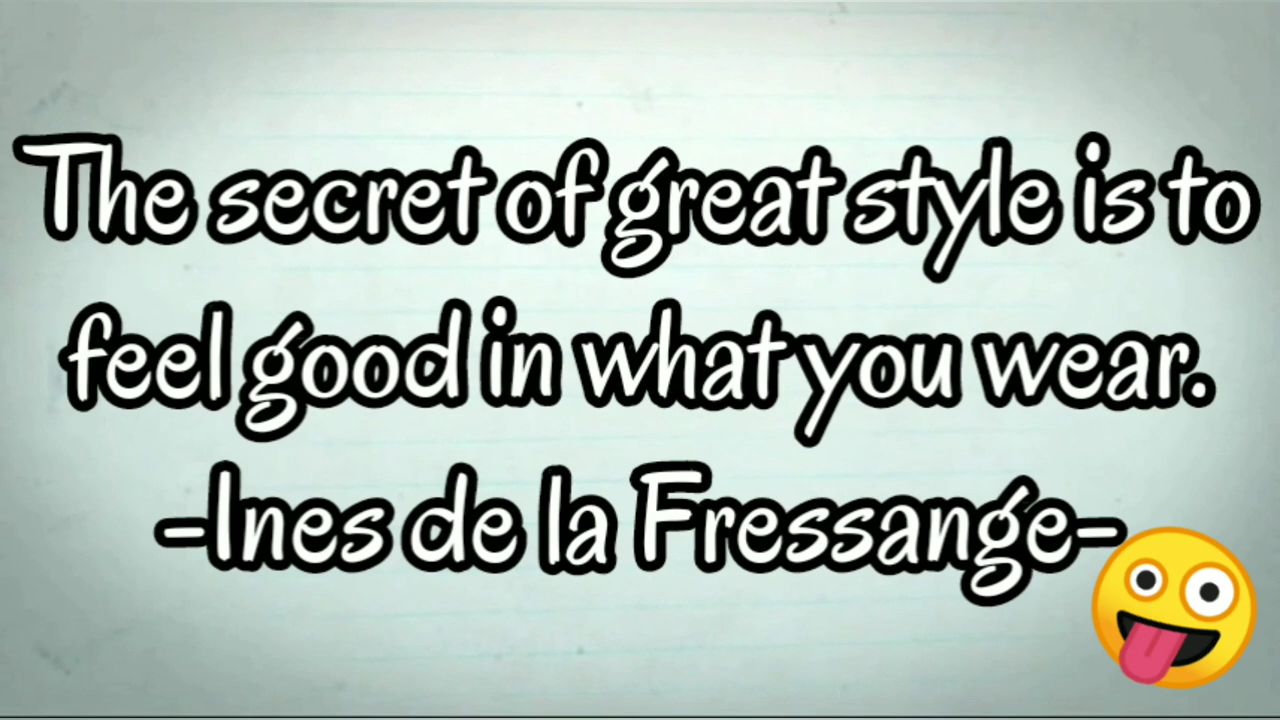 The secret of great style is to
feel good in what you wear.
-Ines de la Fressange-